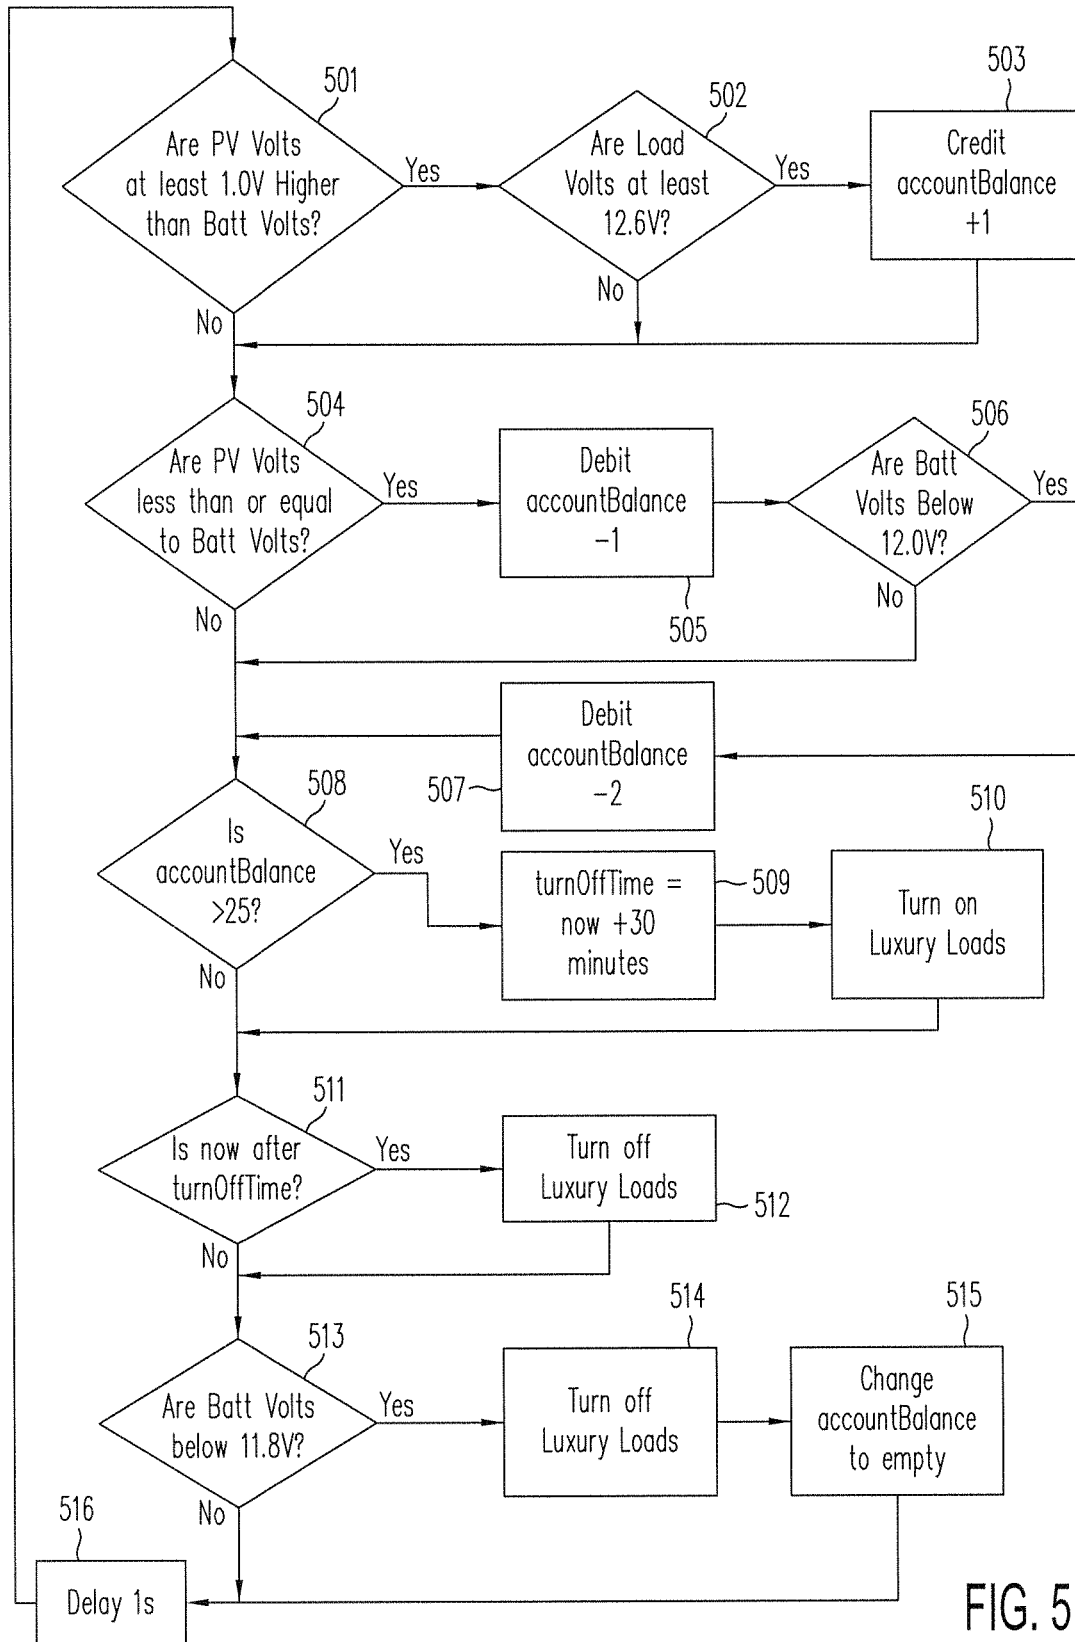 501
Are PV Volts
at least 1.0V Higher
than Batt Volts?
Yes
No
502
Are Load
Volts at least
12.6V?
Yes
No
503
Credit
accountBalance
+1
504
Are PV Volts
less than or equal
to Batt Volts?
Yes
No
Debit
accountBalance
-1
505
506
Are Batt
Volts Below
12.0V?
Yes
No
Debit
accountBalance
-2
507
508
Is
accountBalance
>25?
Yes
No
turnOffTime =
now +30
minutes
509
510
Turn on
Luxury Loads
511
Is now after
turnOffTime?
Yes
No
Turn off
Luxury Loads
512
513
Are Batt Volts
below 11.8V?
Yes
No
514
Turn off
Luxury Loads
515
Change
accountBalance
to empty
516
Delay 1s
FIG. 5